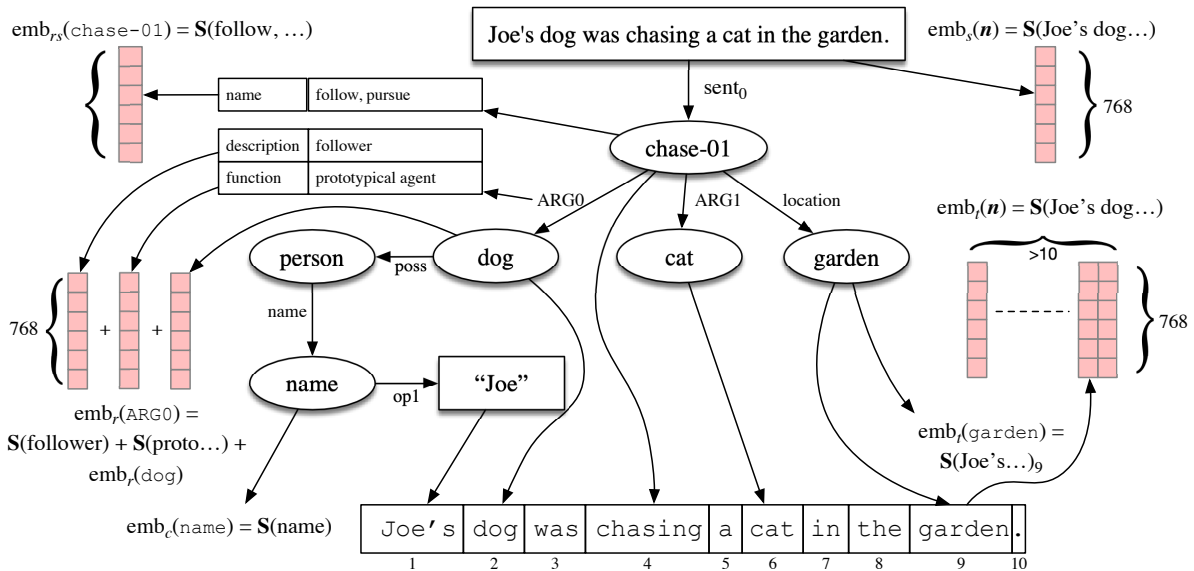 emb_rs(chase-01) = S(follow, …)
Joe's dog was chasing a cat in the garden.
emb_s(n) = S(Joe's dog…)
name follow, pursue
sent_0
768
description follower
function prototypical agent
chase-01
ARG0
ARG1
location
emb_t(n) = S(Joe's dog…)
>10
person
poss
dog
cat
garden
768
+ +
name
768
name
op1
“Joe”
emb_r(ARG0) =
S(follower) + S(proto…) +
emb_r(dog)
emb_t(garden) =
S(Joe's…)_9
emb_c(name) = S(name)
Joe's dog was chasing a cat in the garden .
1 2 3 4 5 6 7 8 9 10